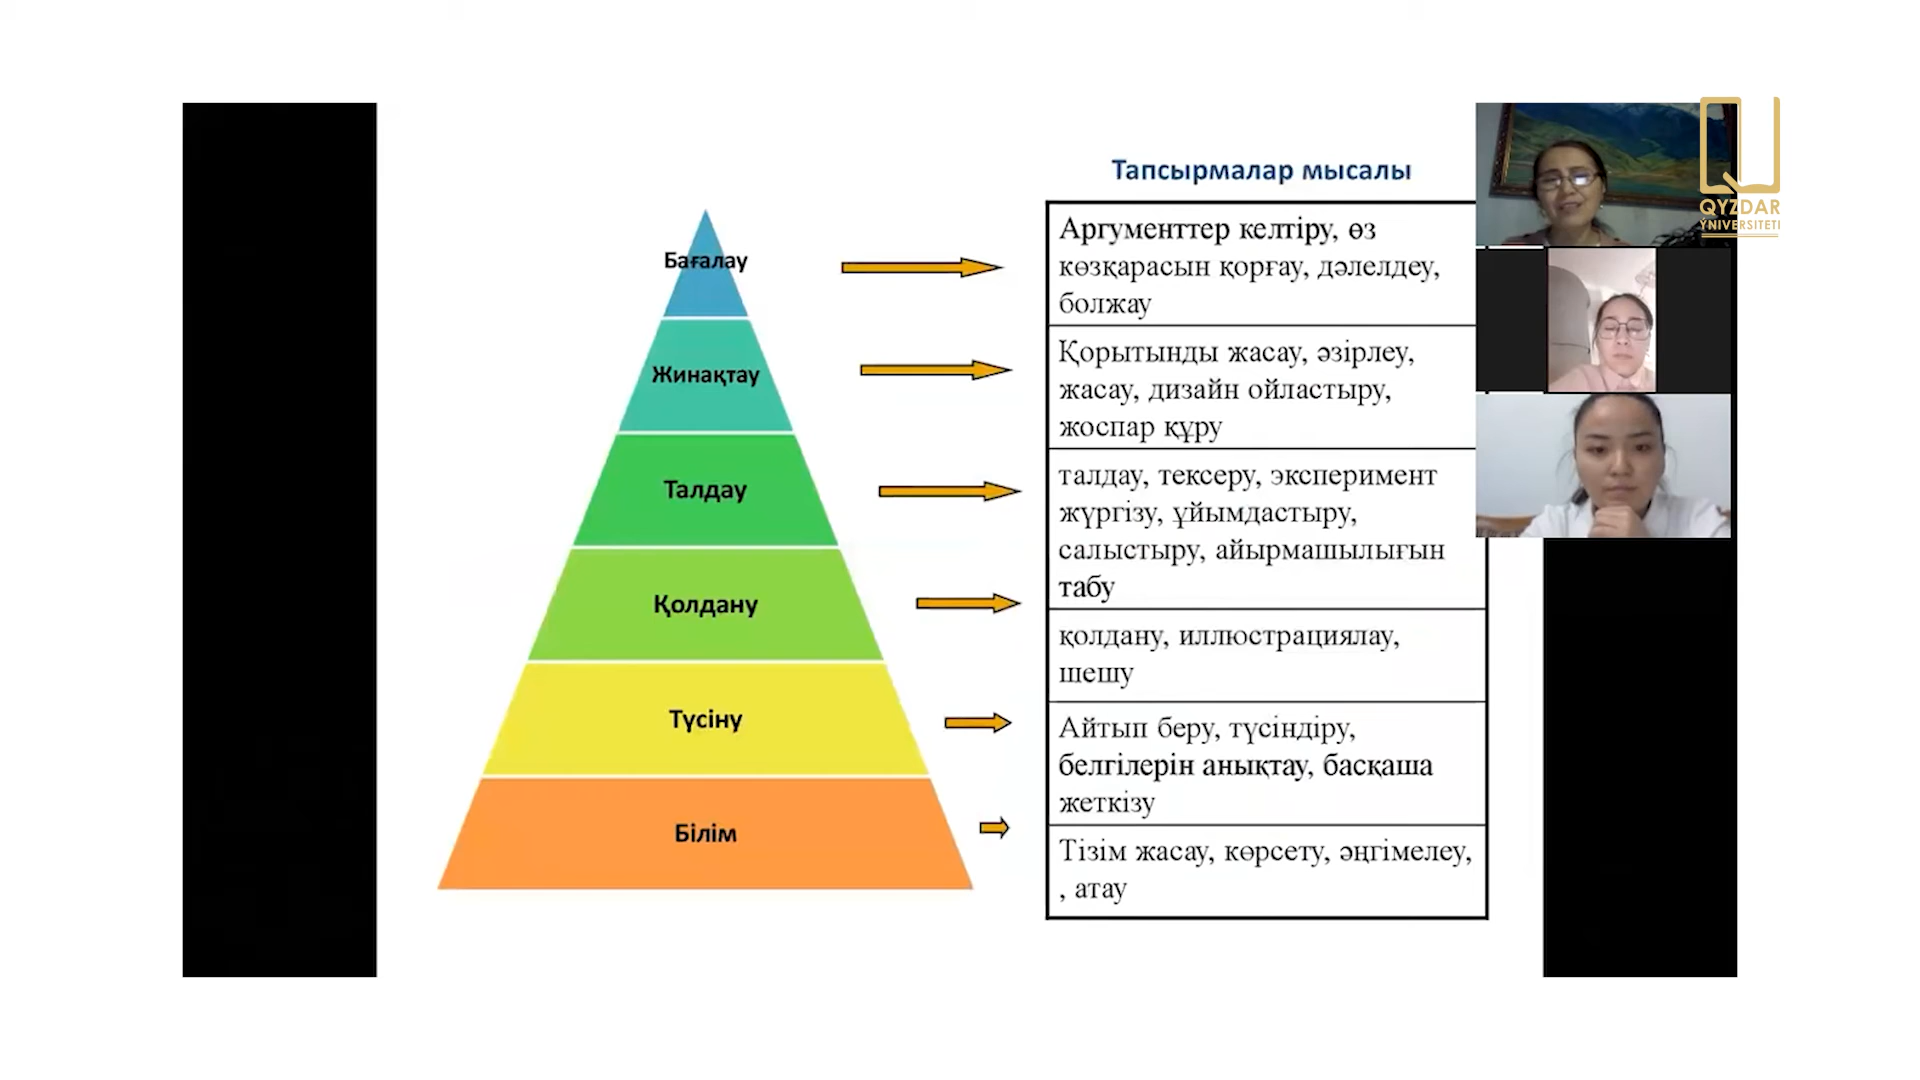 Тапсырмалар мысалы
QYZDAR
ÝNIVERSITETI
Бағалау
Аргументтер келтіру, өз
көзқарасын қорғау, дәлелдеу,
болжау
Жинақтау
Қорытынды жасау, әзірлеу,
жасау, дизайн ойластыру,
жоспар құру
Талдау
талдау, тексеру, эксперимент
жүргізу, ұйымдастыру,
салыстыру, айырмашылығын
табу
Қолдану
қолдану, иллюстрациялау,
шешу
Түсіну
Айтып беру, түсіндіру,
белгілерін анықтау, басқаша
жеткізу
Білім
Тізім жасау, көрсету, әңгімелеу,
, атау